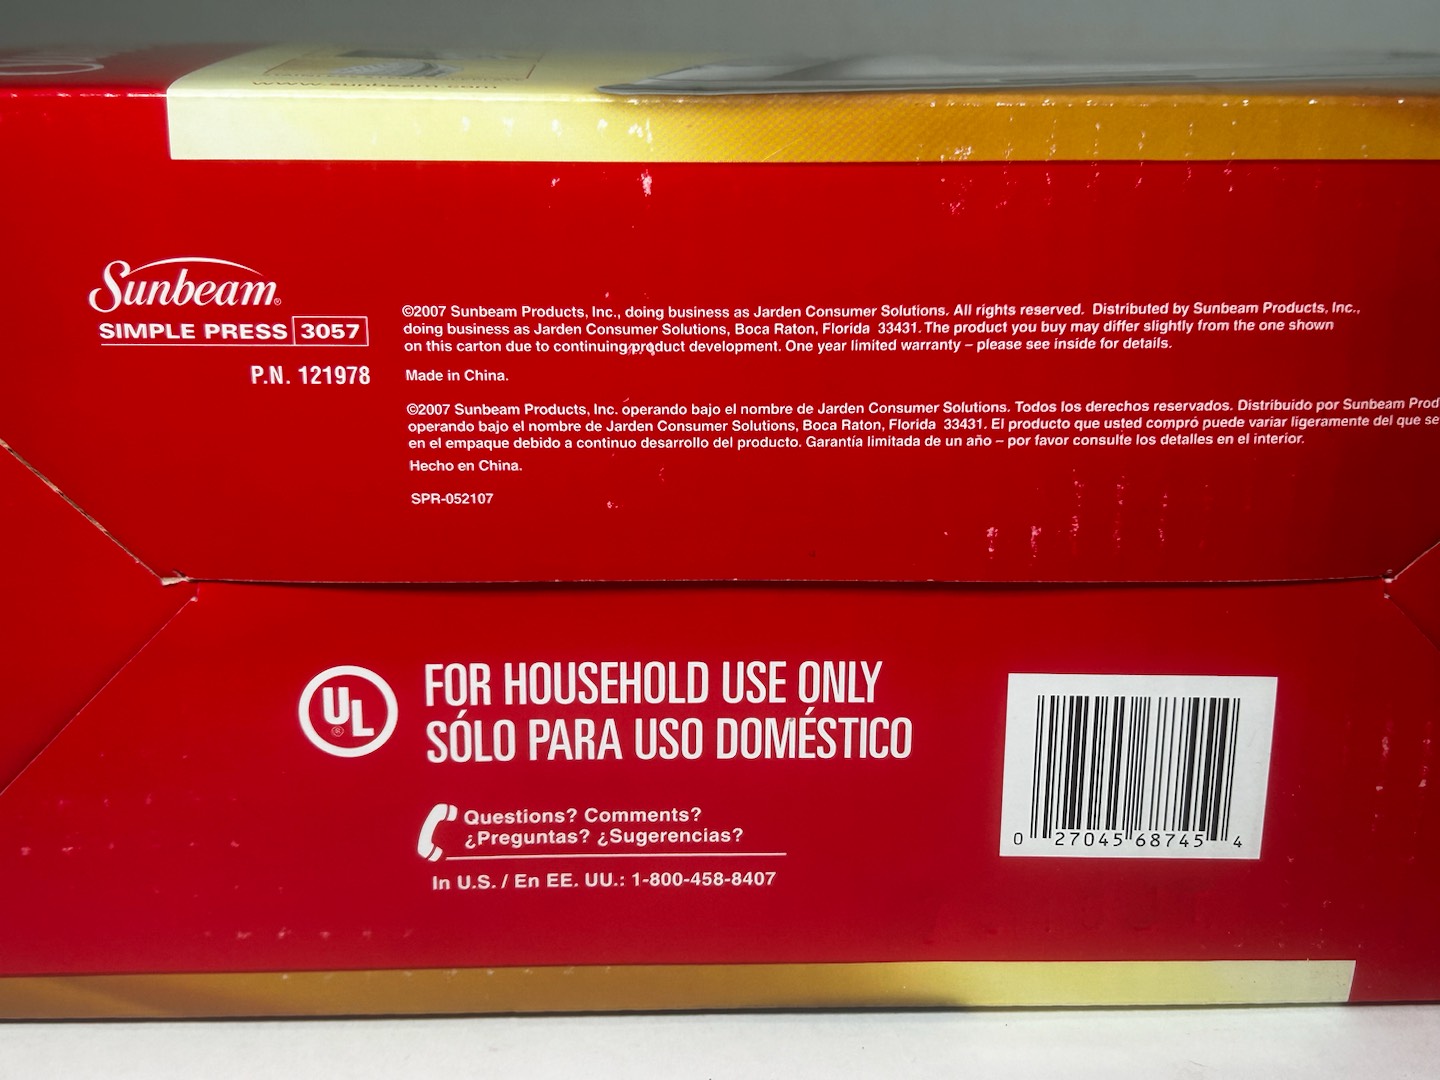 www.sunbeam.com
Sunbeam®
SIMPLE PRESS 3057
P.N. 121978
©2007 Sunbeam Products, Inc., doing business as Jarden Consumer Solutions. All rights reserved. Distributed by Sunbeam Products, Inc.,
doing business as Jarden Consumer Solutions, Boca Raton, Florida 33431. The product you buy may differ slightly from the one shown
on this carton due to continuing product development. One year limited warranty – please see inside for details.
Made in China.
©2007 Sunbeam Products, Inc. operando bajo el nombre de Jarden Consumer Solutions. Todos los derechos reservados. Distribuido por Sunbeam Prod
operando bajo el nombre de Jarden Consumer Solutions, Boca Raton, Florida 33431. El producto que usted compró puede variar ligeramente del que se
en el empaque debido a continuo desarrollo del producto. Garantía limitada de un año – por favor consulte los detalles en el interior.
Hecho en China.
SPR-052107
UL®
FOR HOUSEHOLD USE ONLY
SÓLO PARA USO DOMÉSTICO
Questions? Comments?
¿Preguntas? ¿Sugerencias?
In U.S. / En EE. UU.: 1-800-458-8407
0 27045 68745 4